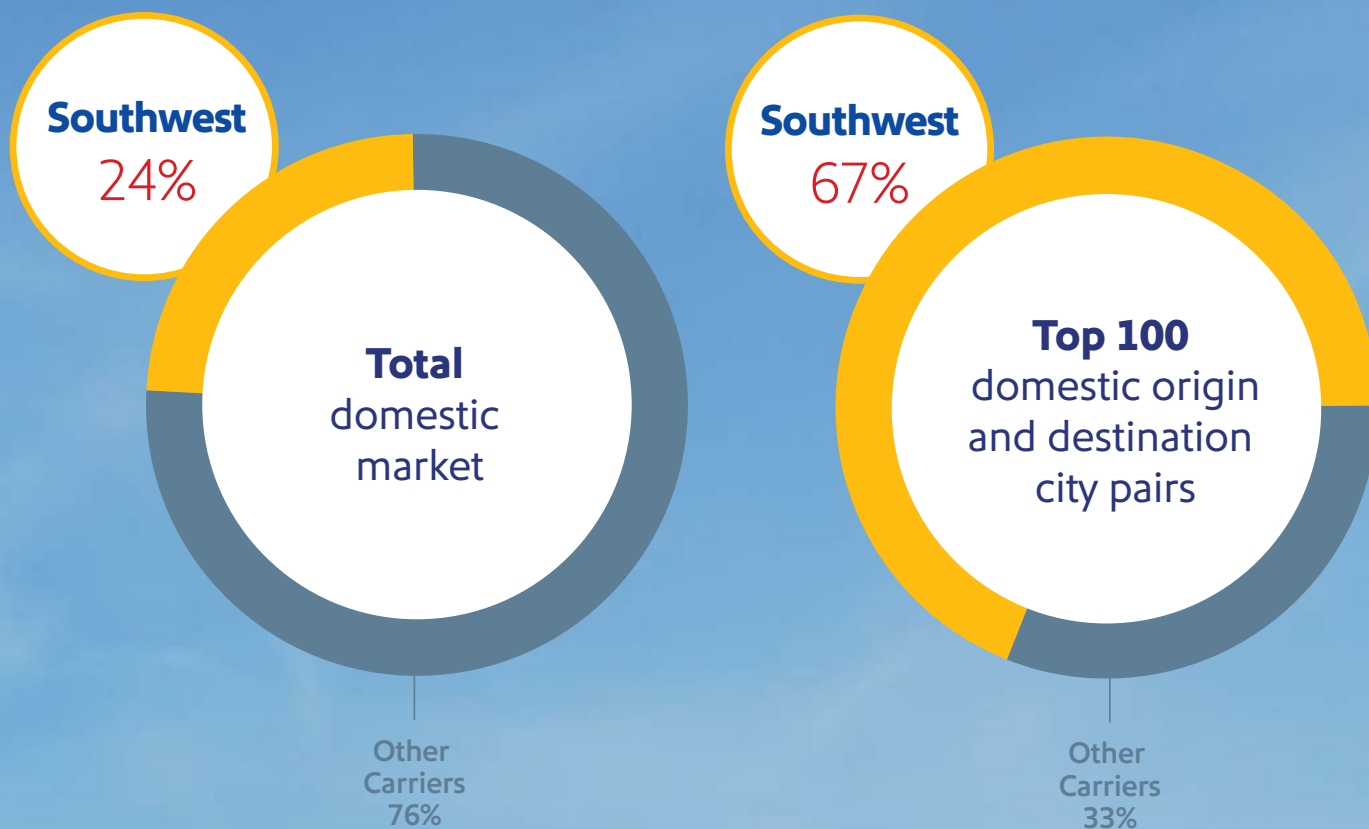 Southwest
24%
Total
domestic
market
Other
Carriers
76%
Southwest
67%
Top 100
domestic origin
and destination
city pairs
Other
Carriers
33%